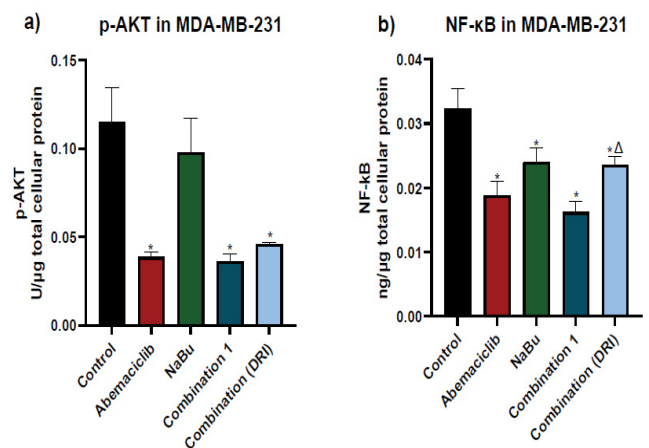 a)
p-AKT in MDA-MB-231
p-AKT
U/µg total cellular protein
0.15
0.10
0.05
0.00
*
*
*
Control
Abemaciclib
NaBu
Combination 1
Combination (DRI)
b)
NF-κB in MDA-MB-231
NF-kB
ng/µg total cellular protein
0.04
0.03
0.02
0.01
0.00
*
*
*
*Δ
Control
Abemaciclib
NaBu
Combination 1
Combination (DRI)